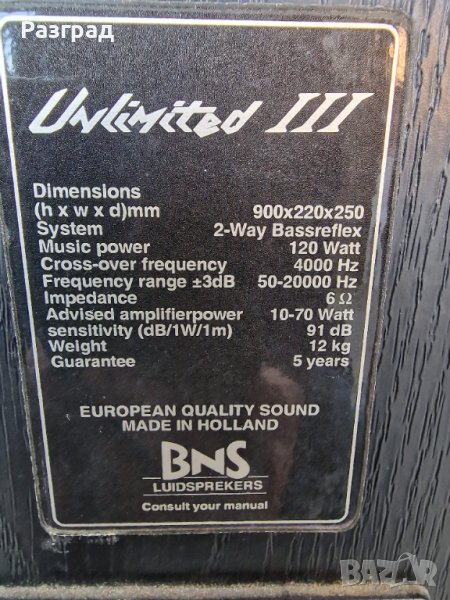 Разград
Unlimited III
Dimensions
(h x w x d)mm 900x220x250
System 2-Way Bassreflex
Music power 120 Watt
Cross-over frequency 4000 Hz
Frequency range ±3dB 50-20000 Hz
Impedance 6 Ω
Advised amplifierpower 10-70 Watt
sensitivity (dB/1W/1m) 91 dB
Weight 12 kg
Guarantee 5 years
EUROPEAN QUALITY SOUND
MADE IN HOLLAND
BNS
LUIDSPREKERS
Consult your manual
BAZAR